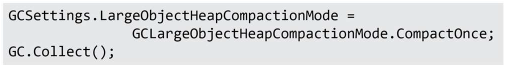 GCSettings.LargeObjectHeapCompactionMode =
GCLargeObjectHeapCompactionMode.CompactOnce;
GC.Collect();